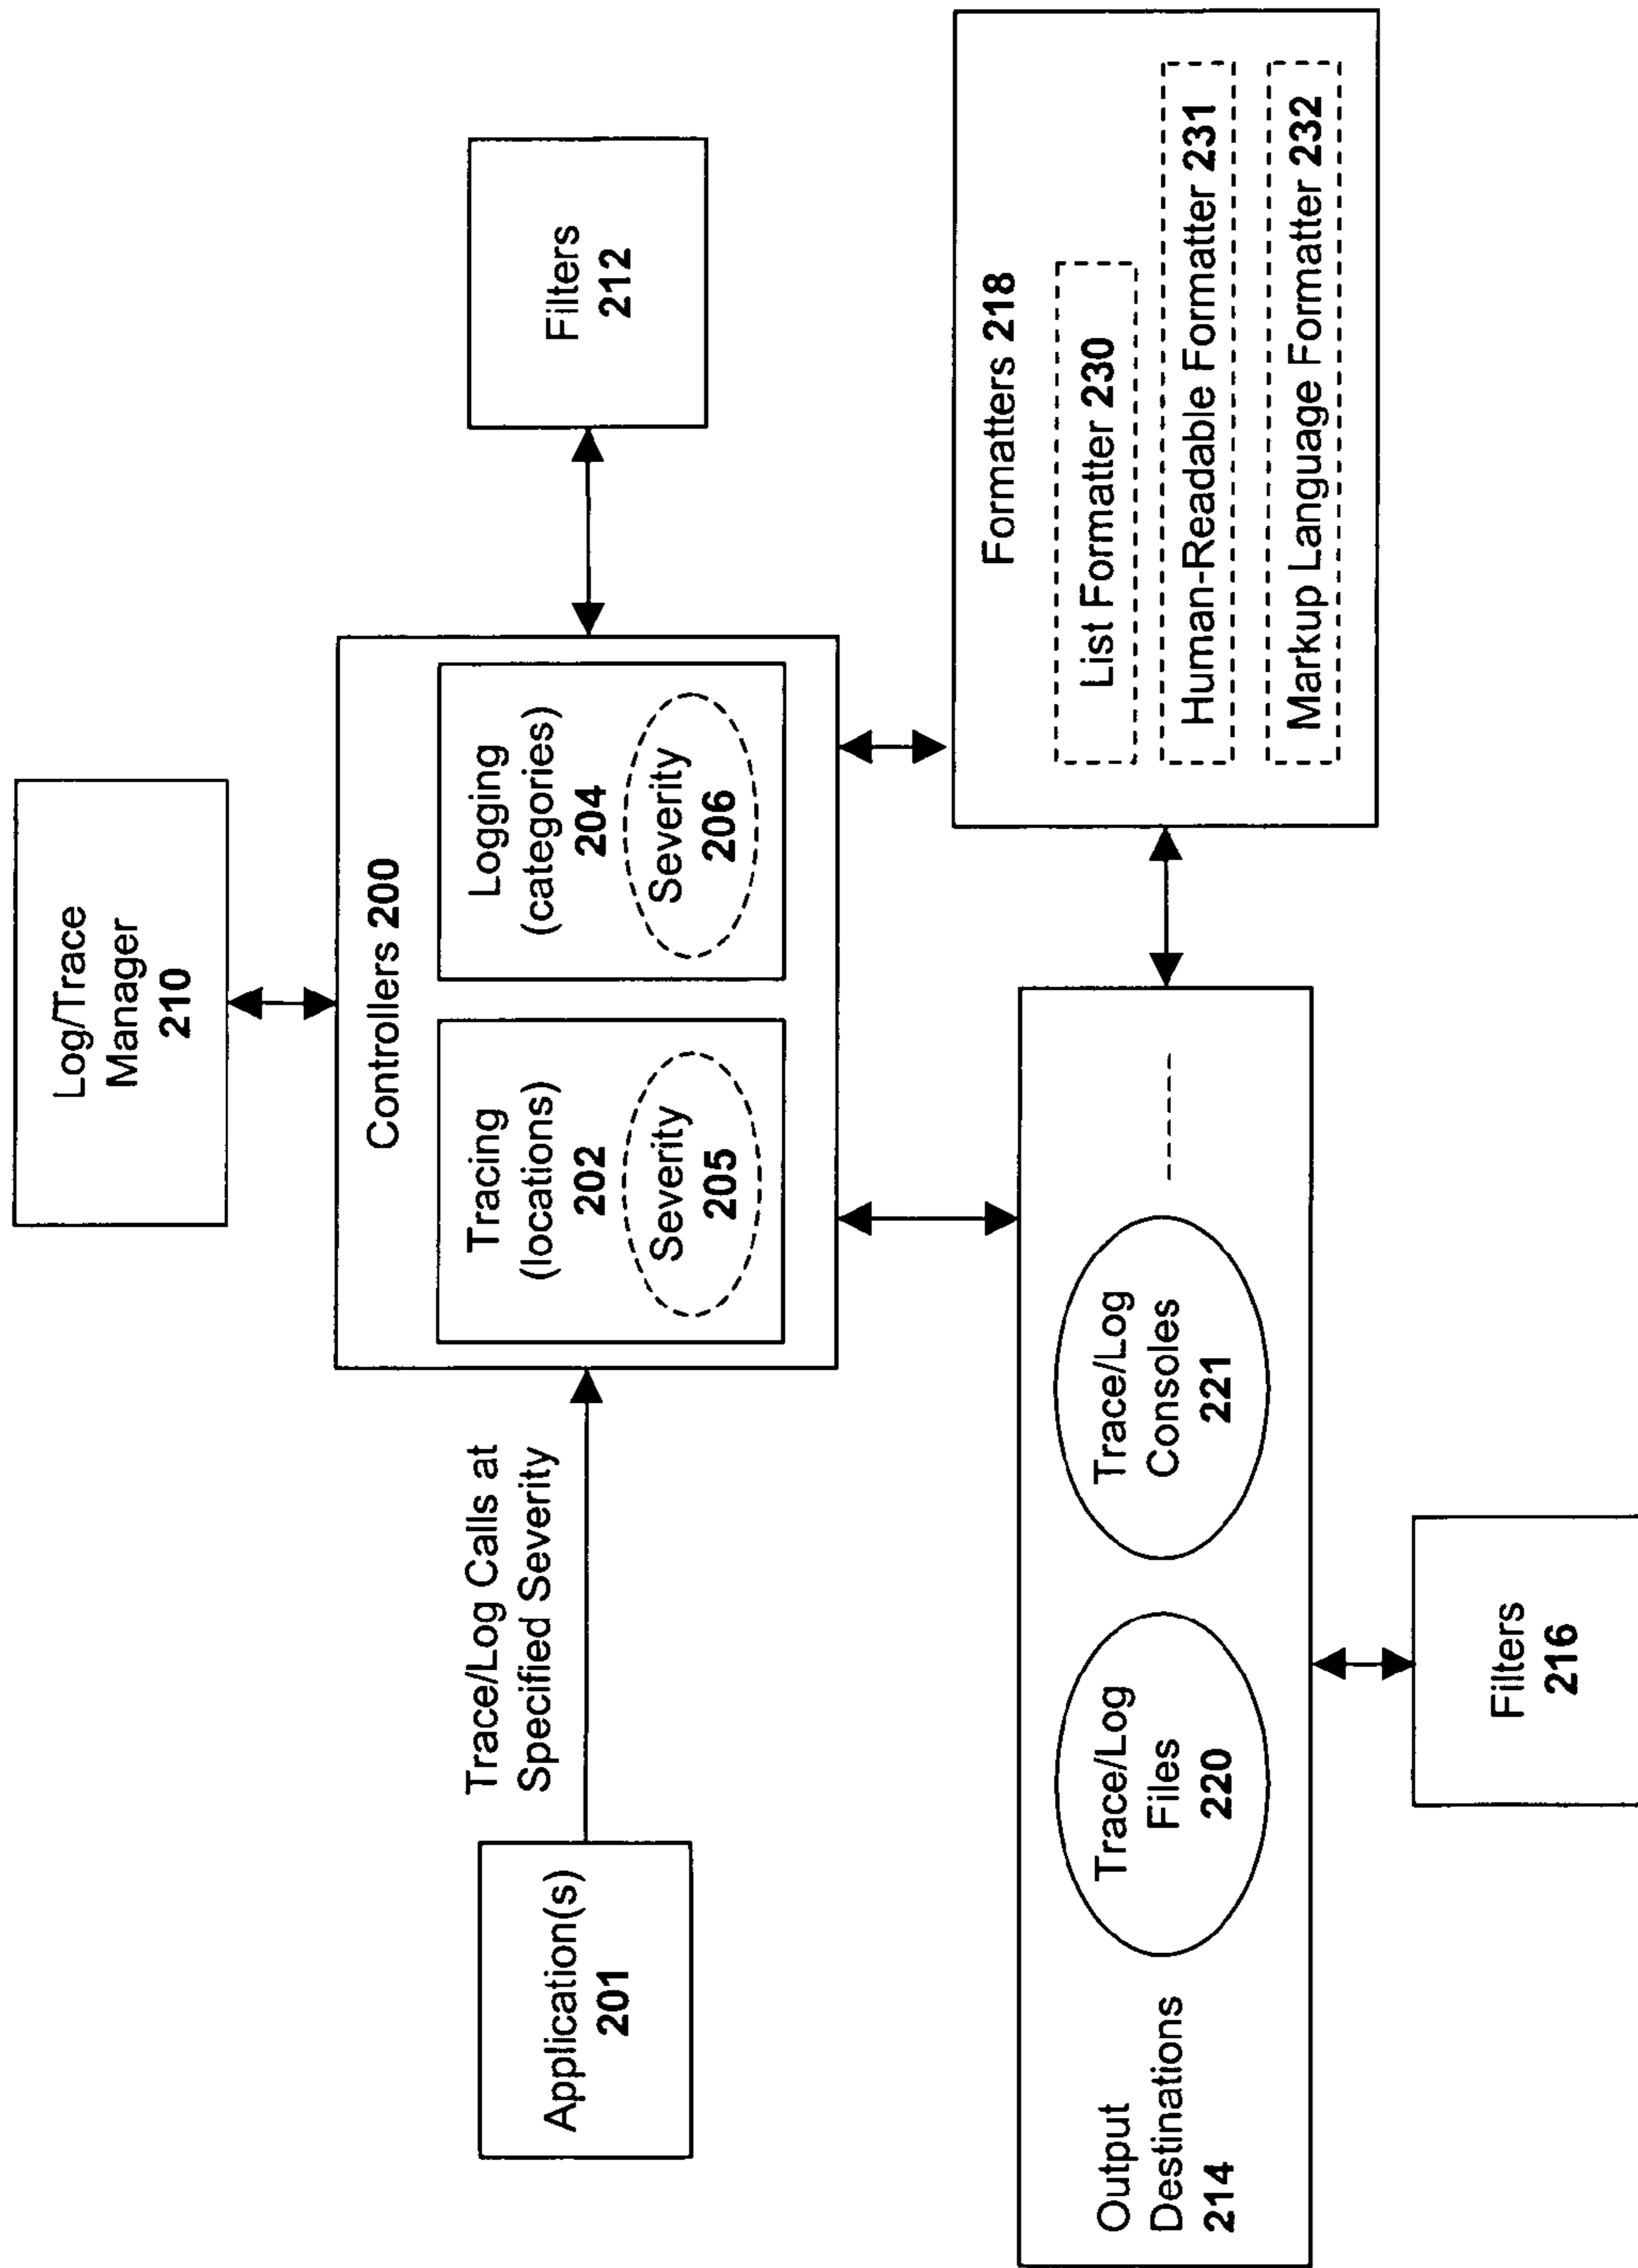 Log/Trace
Manager
210
Controllers 200
Tracing
(locations)
202
Severity
205
Logging
(categories)
204
Severity
206
Application(s)
201
Trace/Log Calls at
Specified Severity
Filters
212
Output
Destinations
214
Trace/Log
Files
220
Trace/Log
Consoles
221
Formatters 218
List Formatter 230
Human-Readable Formatter 231
Markup Language Formatter 232
Filters
216